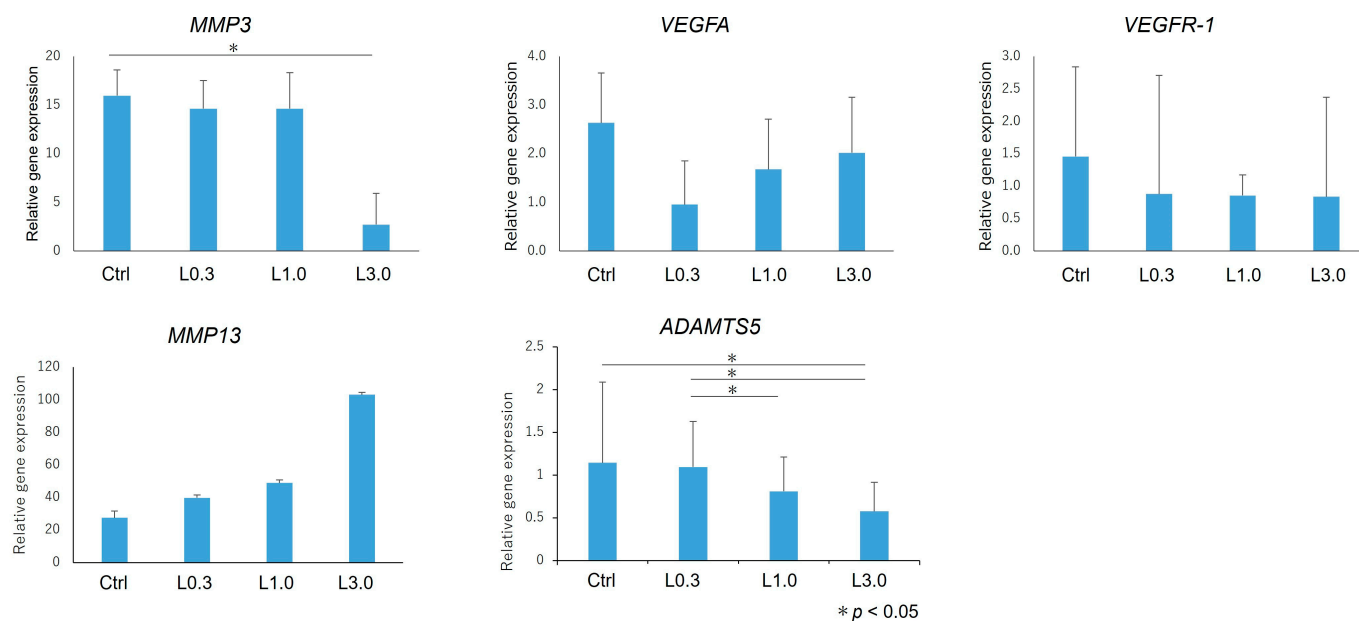 MMP3
VEGFA
VEGFR-1
Relative gene expression
20
15
10
5
0
*
Ctrl L0.3 L1.0 L3.0
Relative gene expression
4.0
3.0
2.0
1.0
0.0
Ctrl L0.3 L1.0 L3.0
Relative gene expression
3.0
2.5
2.0
1.5
1.0
0.5
0.0
Ctrl L0.3 L1.0 L3.0
MMP13
Relative gene expression
120
100
80
60
40
20
0
Ctrl L0.3 L1.0 L3.0
ADAMTS5
Relative gene expression
2.5
2
1.5
1
0.5
0
*
*
*
Ctrl L0.3 L1.0 L3.0
* p < 0.05